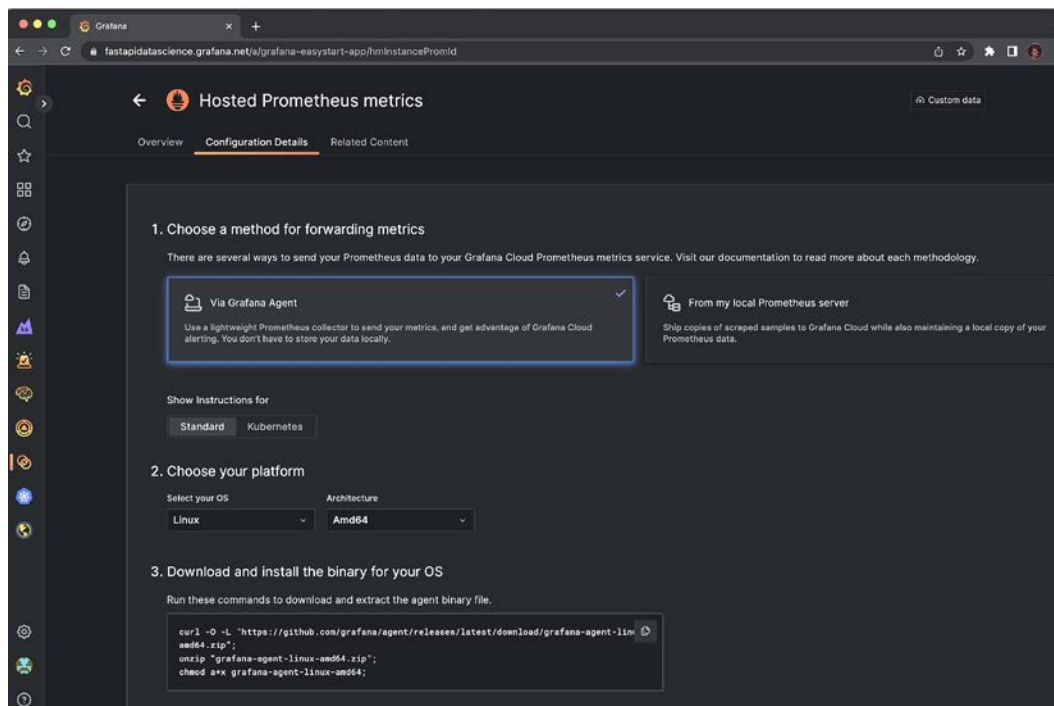 Grafana
fastapidatascience.grafana.net/a/grafana-easystart-app/hmInstancePromId
Hosted Prometheus metrics
Custom data
Overview Configuration Details Related Content
1. Choose a method for forwarding metrics
There are several ways to send your Prometheus data to your Grafana Cloud Prometheus metrics service. Visit our documentation to read more about each methodology.
Via Grafana Agent
Use a lightweight Prometheus collector to send your metrics, and get advantage of Grafana Cloud
alerting. You don't have to store your data locally.
From my local Prometheus server
Ship copies of scraped samples to Grafana Cloud while also maintaining a local copy of your
Prometheus data.
Show Instructions for
Standard Kubernetes
2. Choose your platform
Select your OS Architecture
Linux Amd64
3. Download and install the binary for your OS
Run these commands to download and extract the agent binary file.
curl -O -L "https://github.com/grafana/agent/releases/latest/download/grafana-agent-lin
amd64.zip";
unzip "grafana-agent-linux-amd64.zip";
chmod a+x grafana-agent-linux-amd64;